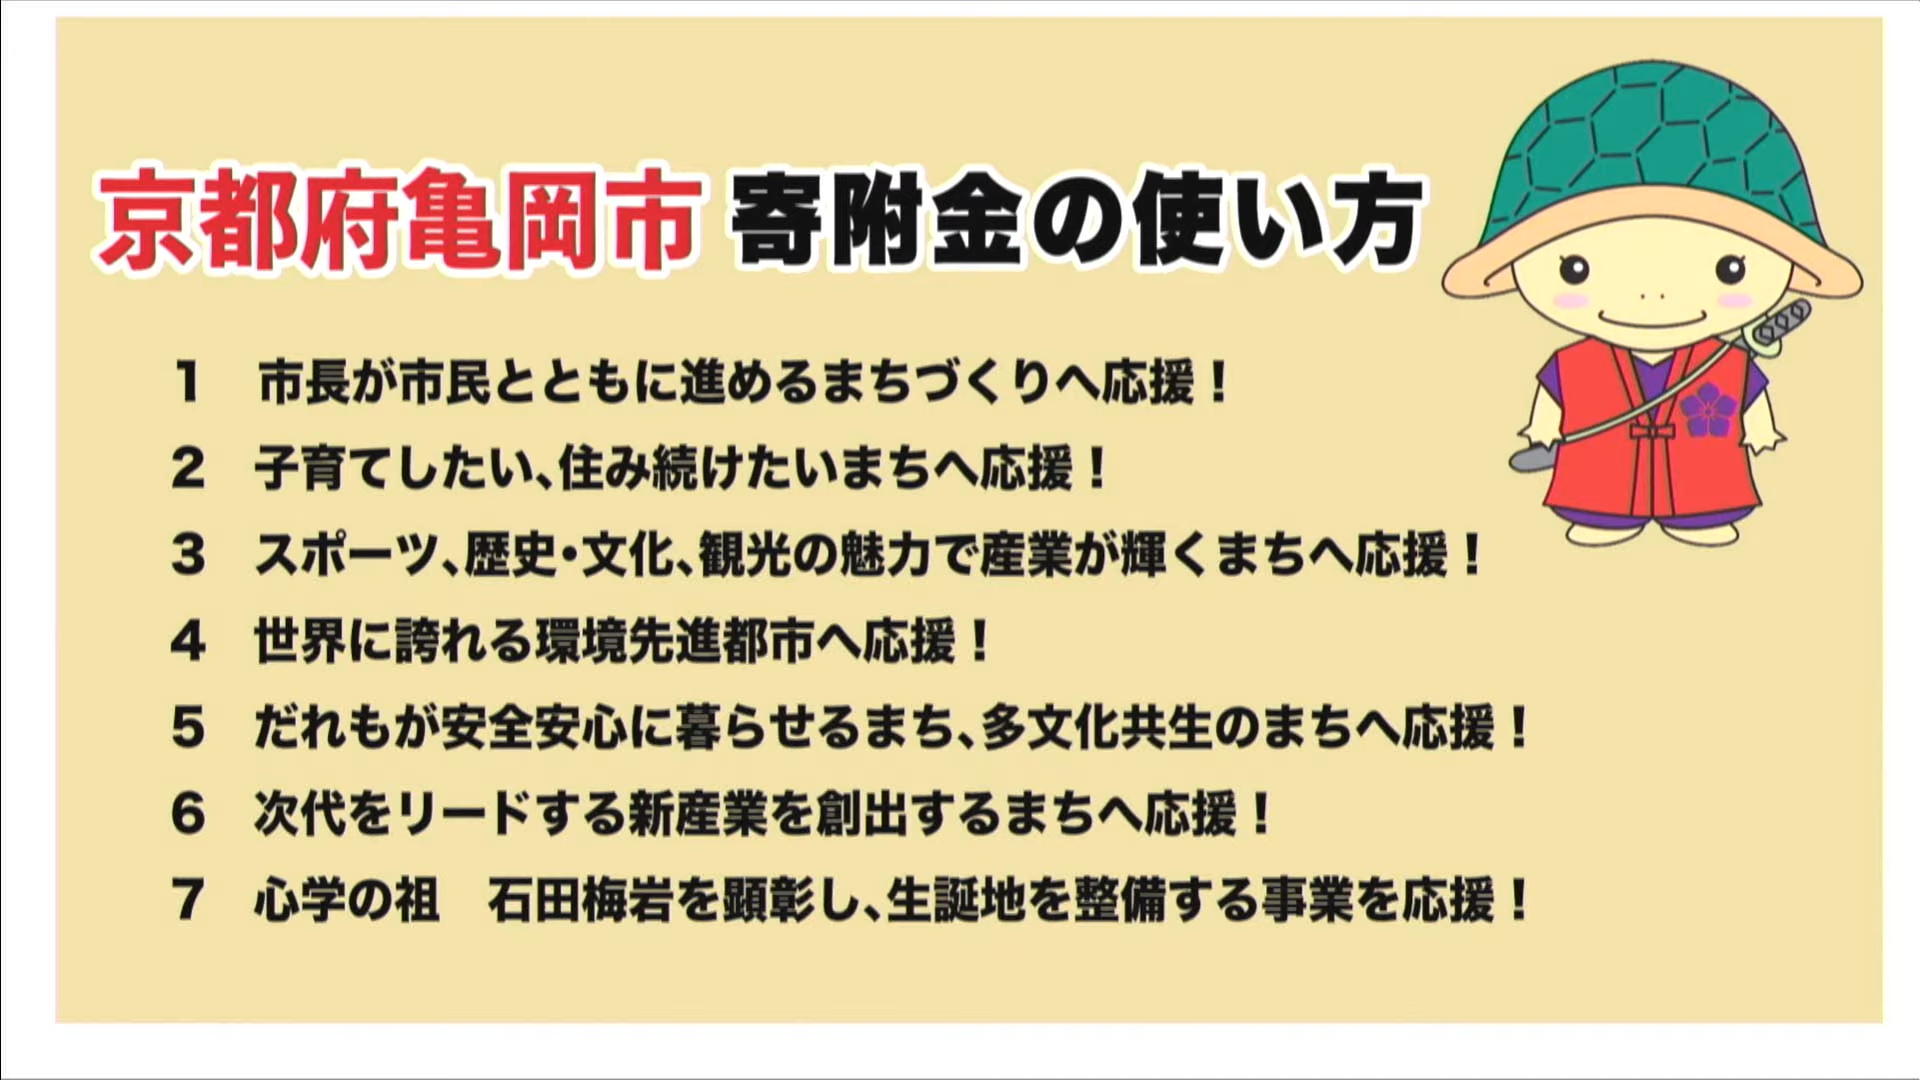 京都府亀岡市 寄附金の使い方
1 市長が市民とともに進めるまちづくりへ応援！
2 子育てしたい、住み続けたいまちへ応援！
3 スポーツ、歴史・文化、観光の魅力で産業が輝くまちへ応援！
4 世界に誇れる環境先進都市へ応援！
5 だれもが安全安心に暮らせるまち、多文化共生のまちへ応援！
6 次代をリードする新産業を創出するまちへ応援！
7 心学の祖　石田梅岩を顕彰し、生誕地を整備する事業を応援！